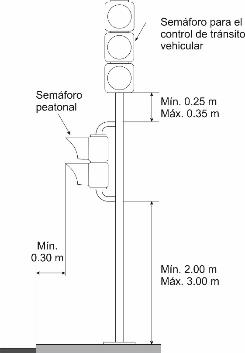 Semáforo para el
control de tránsito
vehicular
Semáforo
peatonal
Mín. 0.25 m
Máx. 0.35 m
Mín.
0.30 m
Mín. 2.00 m
Máx. 3.00 m